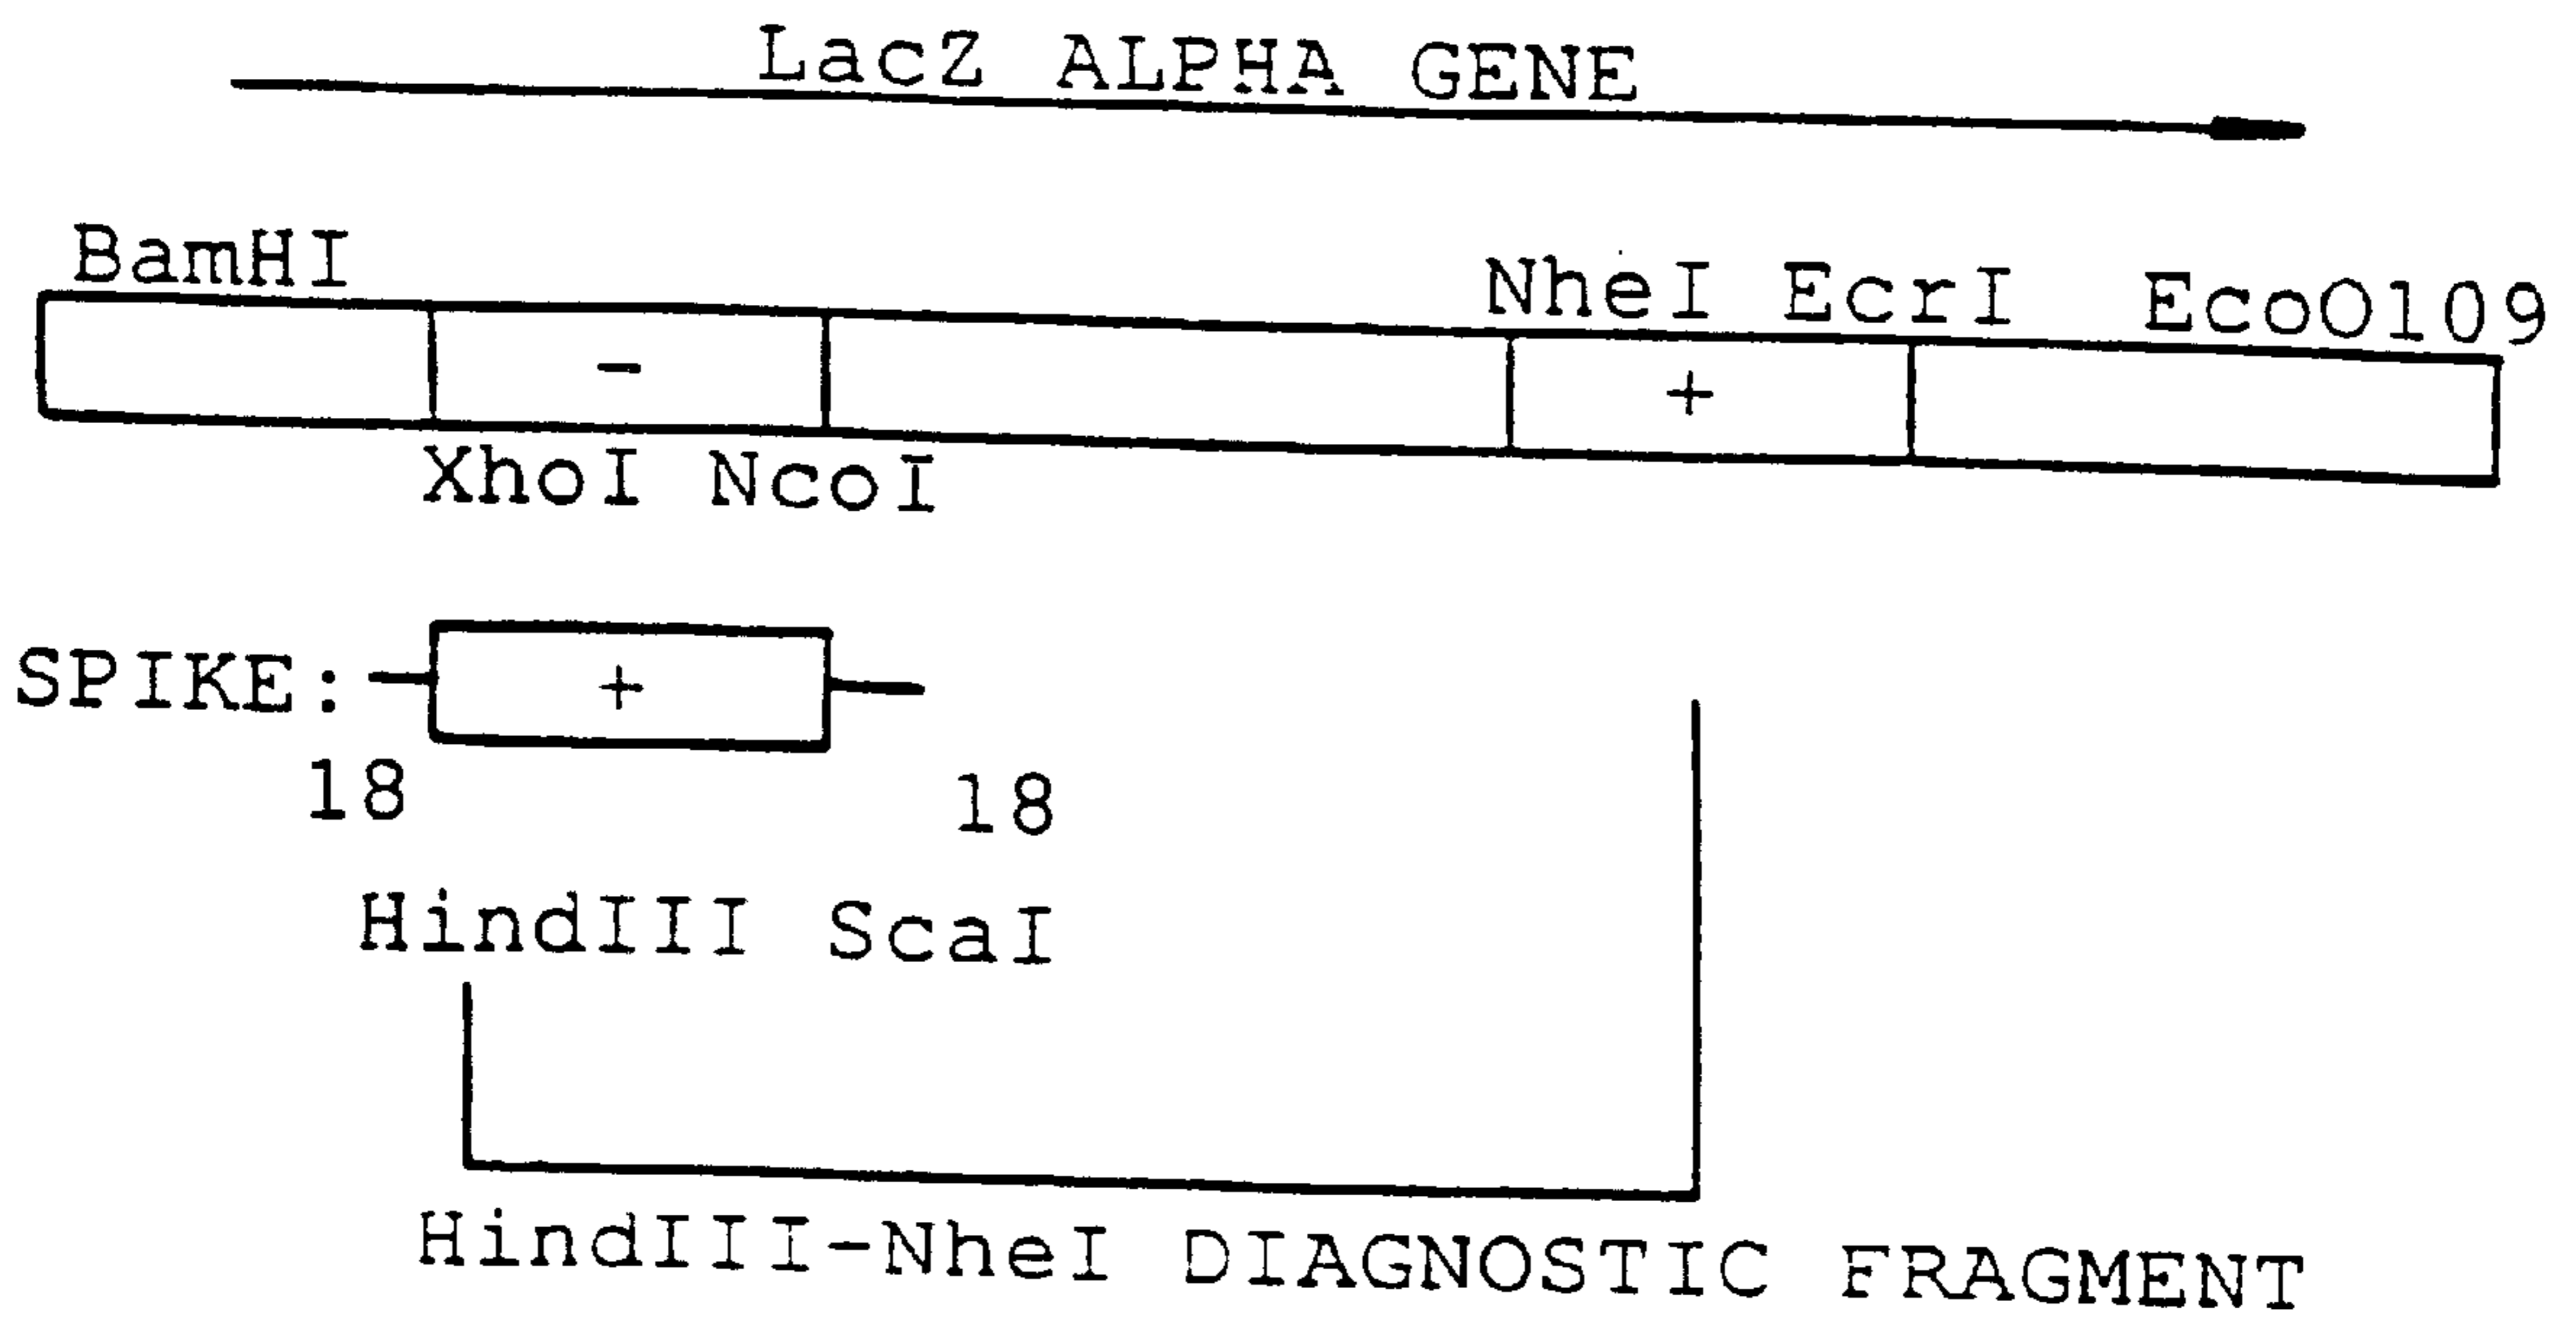 LacZ ALPHA GENE
BamHI NheI EcrI EcoO109
- +
XhoI NcoI
SPIKE: +
18 18
HindIII ScaI
HindIII-NheI DIAGNOSTIC FRAGMENT